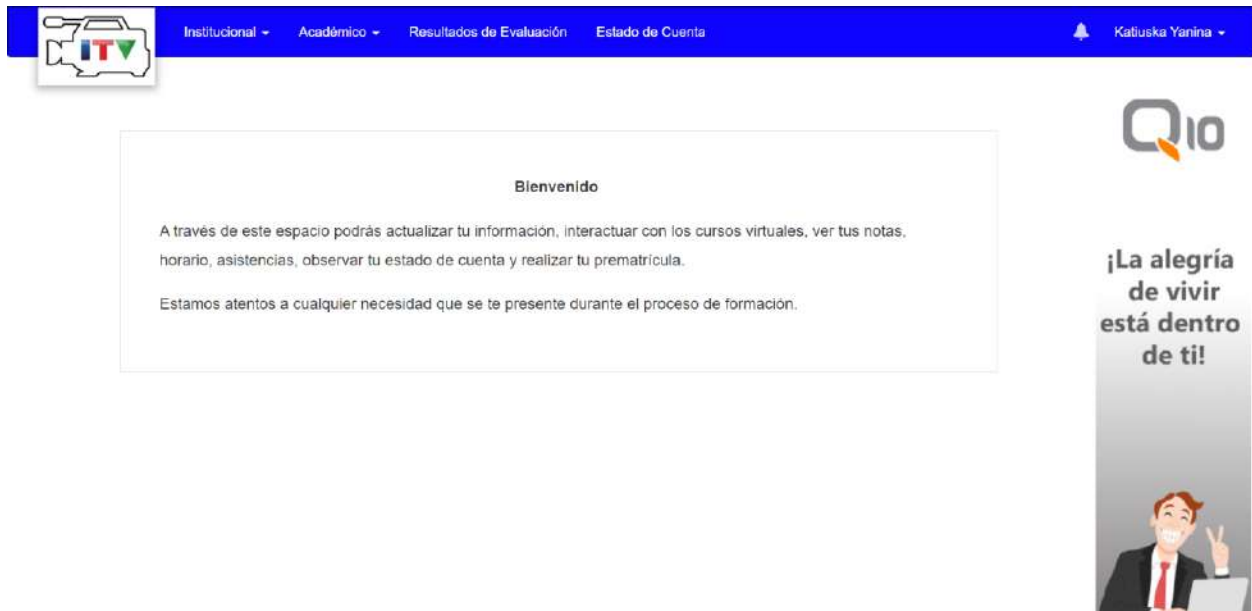 ITV
Institucional
Académico
Resultados de Evaluación
Estado de Cuenta
Katiuska Yanina
Q10
Bienvenido
A través de este espacio podrás actualizar tu información, interactuar con los cursos virtuales, ver tus notas,
horario, asistencias, observar tu estado de cuenta y realizar tu prematrícula.
Estamos atentos a cualquier necesidad que se te presente durante el proceso de formación.
¡La alegría
de vivir
está dentro
de ti!